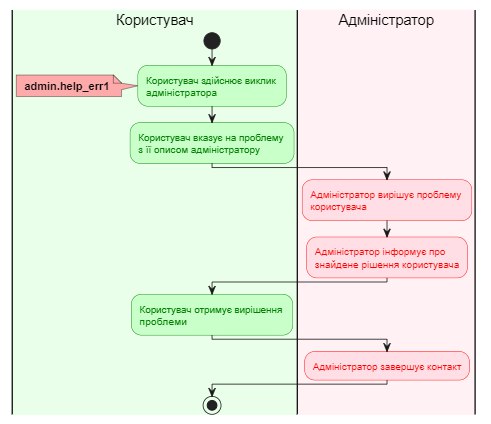 Користувач
Адміністратор
admin.help_err1
Користувач здійснює виклик
адміністратора
Користувач вказує на проблему
з її описом адміністратору
Адміністратор вирішує проблему
користувача
Адміністратор інформує про
знайдене рішення користувача
Користувач отримує вирішення
проблеми
Адміністратор завершує контакт